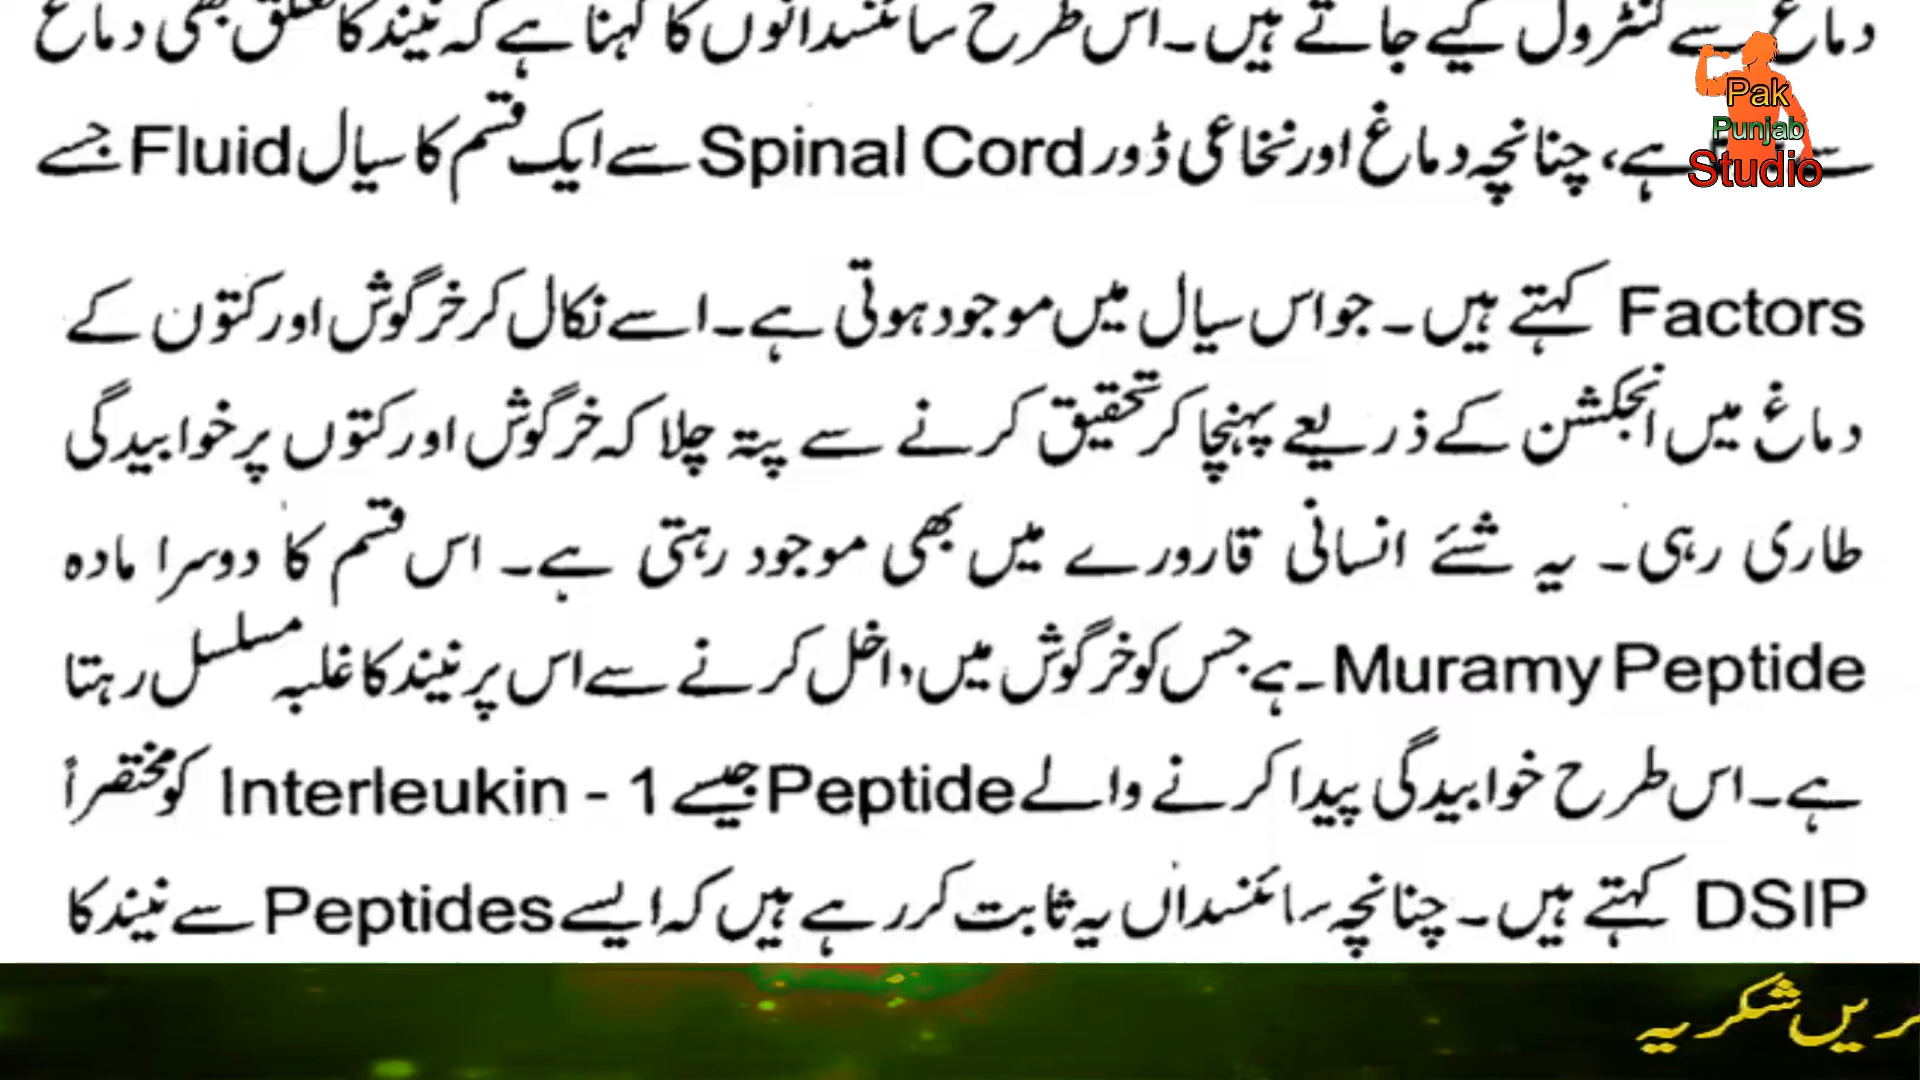 دماغ سے کنٹرول کیے جاتے ہیں۔ اس طرح سائنسدانوں کا کہنا ہے کہ نیند کا تعلق بھی دماغ
سے ہے، چنانچہ دماغ اور نخاعی ڈور Spinal Cord سے ایک قسم کا سیال Fluid جسے
Factors کہتے ہیں۔ جو اس سیال میں موجود ہوتی ہے۔ اسے نکال کر خرگوش اور کتوں کے
دماغ میں انجکشن کے ذریعے پہنچا کر تحقیق کرنے سے پتہ چلا کہ خرگوش اور کتوں پر خوابیدگی
طاری رہی۔ یہ شئے انسانی قارورے میں بھی موجود رہتی ہے۔ اس قسم کا دوسرا مادہ
Muramy Peptide ہے۔ جس کو خرگوش میں داخل کرنے سے اس پر نیند کا غلبہ مسلسل رہتا
ہے۔ اس طرح خوابیدگی پیدا کرنے والے Peptide جیسے Interleukin - 1 کو مختصراً
DSIP کہتے ہیں۔ چنانچہ سائنسداں یہ ثابت کر رہے ہیں کہ ایسے Peptides سے نیند کا
Pak
Punjab
Studio
کریں شکریہ